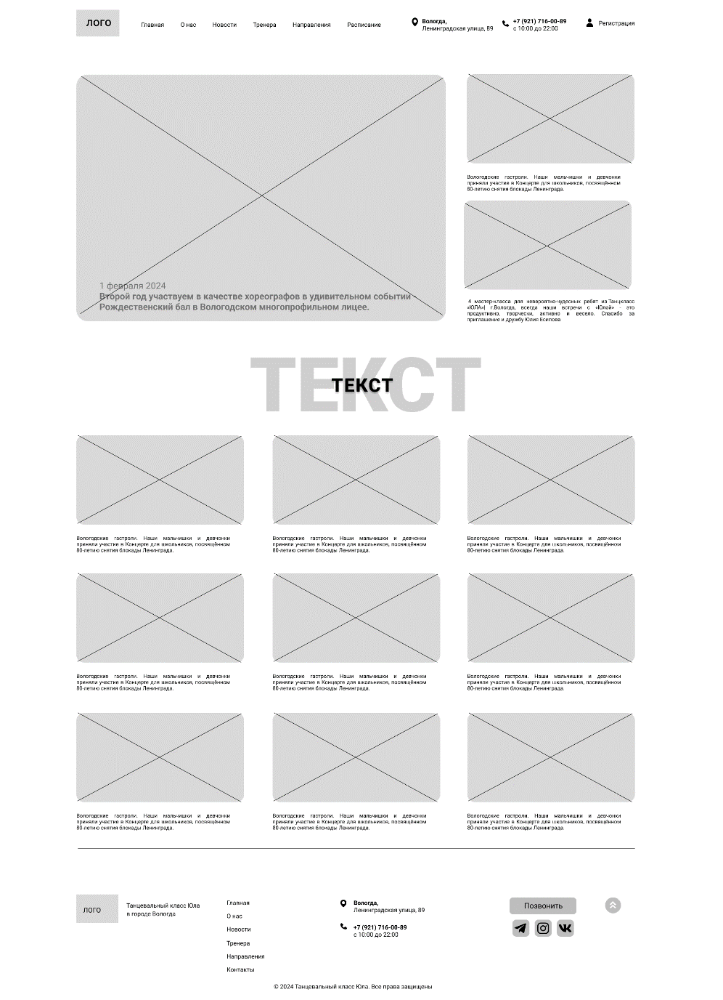 ЛОГО
Главная
О нас
Новости
Тренера
Направления
Расписание
Вологда,
Ленинградская улица, 89
+7 (921) 716-00-89
с 10:00 до 22:00
Регистрация
1 февраля 2024
Второй год участвуем в качестве хореографов в удивительном событии -
Рождественский бал в Вологодском многопрофильном лицее.
Вологодские гастроли. Наши мальчишки и девчонки
приняли участие в Концерте для школьников, посвящённом
80-летию снятия блокады Ленинграда.
4 мастер-класса для невероятно-чудесных ребят из Танцкласс
«ЮЛА»| г.Вологда, всегда наши встречи с «Юлой» - это
продуктивно, творчески, активно и весело. Спасибо за
приглашение и дружбу Юлия Есипова
ТЕКСТ
ТЕКСТ
Вологодские гастроли. Наши мальчишки и девчонки
приняли участие в Концерте для школьников, посвящённом
80-летию снятия блокады Ленинграда.
Вологодские гастроли. Наши мальчишки и девчонки
приняли участие в Концерте для школьников, посвящённом
80-летию снятия блокады Ленинграда.
Вологодские гастроли. Наши мальчишки и девчонки
приняли участие в Концерте для школьников, посвящённом
80-летию снятия блокады Ленинграда.
Вологодские гастроли. Наши мальчишки и девчонки
приняли участие в Концерте для школьников, посвящённом
80-летию снятия блокады Ленинграда.
Вологодские гастроли. Наши мальчишки и девчонки
приняли участие в Концерте для школьников, посвящённом
80-летию снятия блокады Ленинграда.
Вологодские гастроли. Наши мальчишки и девчонки
приняли участие в Концерте для школьников, посвящённом
80-летию снятия блокады Ленинграда.
Вологодские гастроли. Наши мальчишки и девчонки
приняли участие в Концерте для школьников, посвящённом
80-летию снятия блокады Ленинграда.
Вологодские гастроли. Наши мальчишки и девчонки
приняли участие в Концерте для школьников, посвящённом
80-летию снятия блокады Ленинграда.
Вологодские гастроли. Наши мальчишки и девчонки
приняли участие в Концерте для школьников, посвящённом
80-летию снятия блокады Ленинграда.
ЛОГО
Танцевальный класс Юла
в городе Вологда
Главная
О нас
Новости
Тренера
Направления
Контакты
Вологда,
Ленинградская улица, 89
+7 (921) 716-00-89
с 10:00 до 22:00
Позвонить
© 2024 Танцевальный класс Юла. Все права защищены